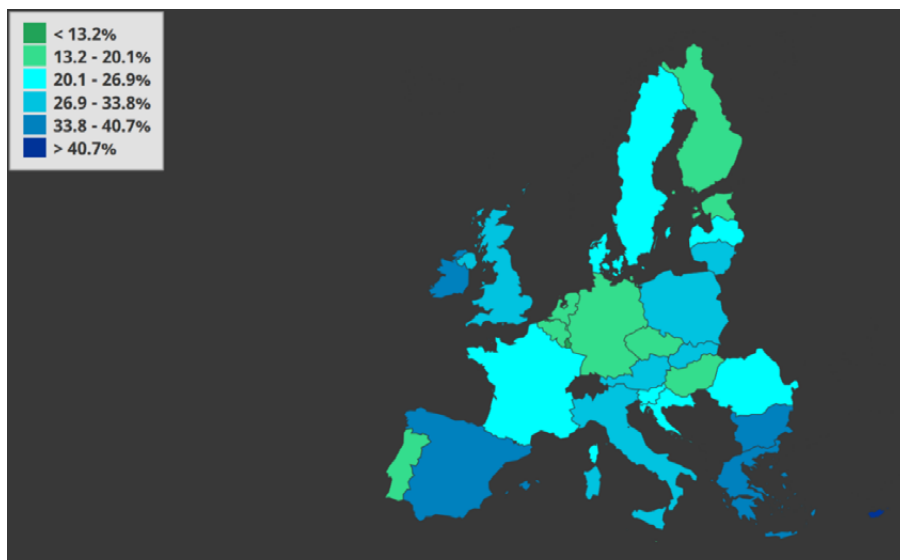 < 13.2%
13.2 - 20.1%
20.1 - 26.9%
26.9 - 33.8%
33.8 - 40.7%
> 40.7%